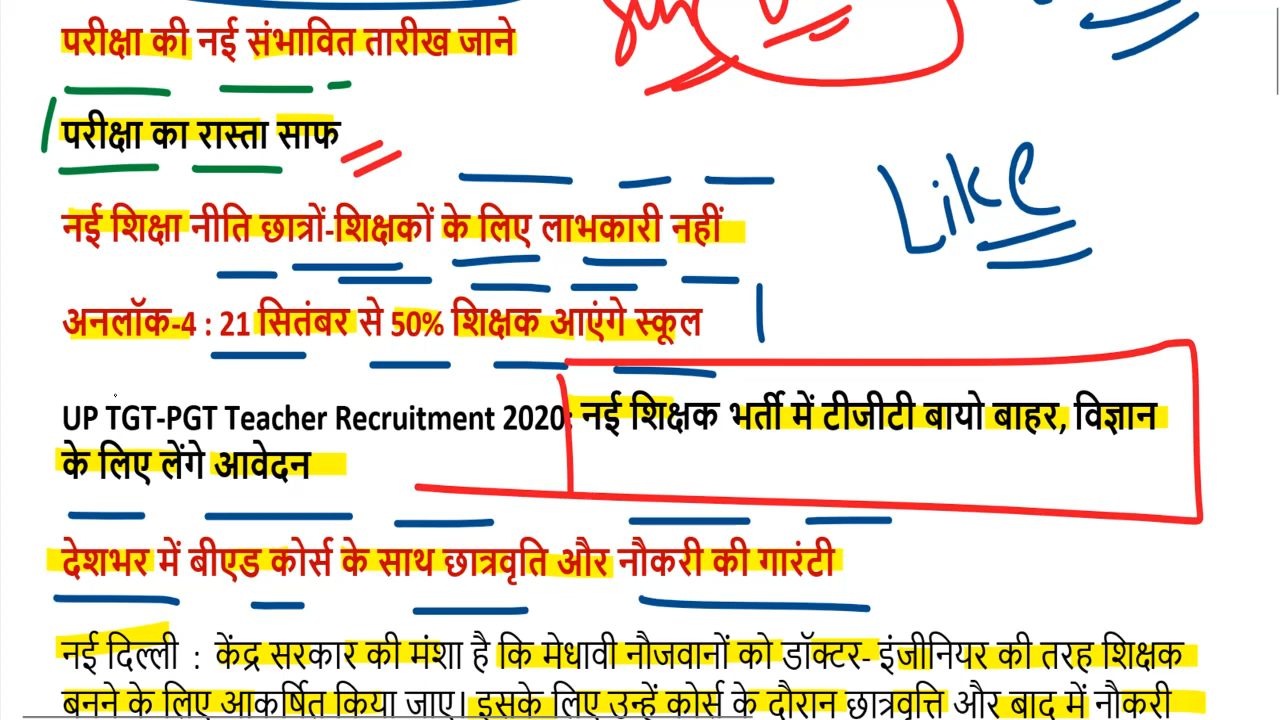 परीक्षा की नई संभावित तारीख जाने
परीक्षा का रास्ता साफ
Like
नई शिक्षा नीति छात्रों-शिक्षकों के लिए लाभकारी नहीं
अनलॉक-4 : 21 सितंबर से 50% शिक्षक आएंगे स्कूल
UP TGT-PGT Teacher Recruitment 2020: नई शिक्षक भर्ती में टीजीटी बायो बाहर, विज्ञान
के लिए लेंगे आवेदन
देशभर में बीएड कोर्स के साथ छात्रवृति और नौकरी की गारंटी
नई दिल्ली : केंद्र सरकार की मंशा है कि मेधावी नौजवानों को डॉक्टर- इंजीनियर की तरह शिक्षक
बनने के लिए आकर्षित किया जाए। इसके लिए उन्हें कोर्स के दौरान छात्रवृत्ति और बाद में नौकरी